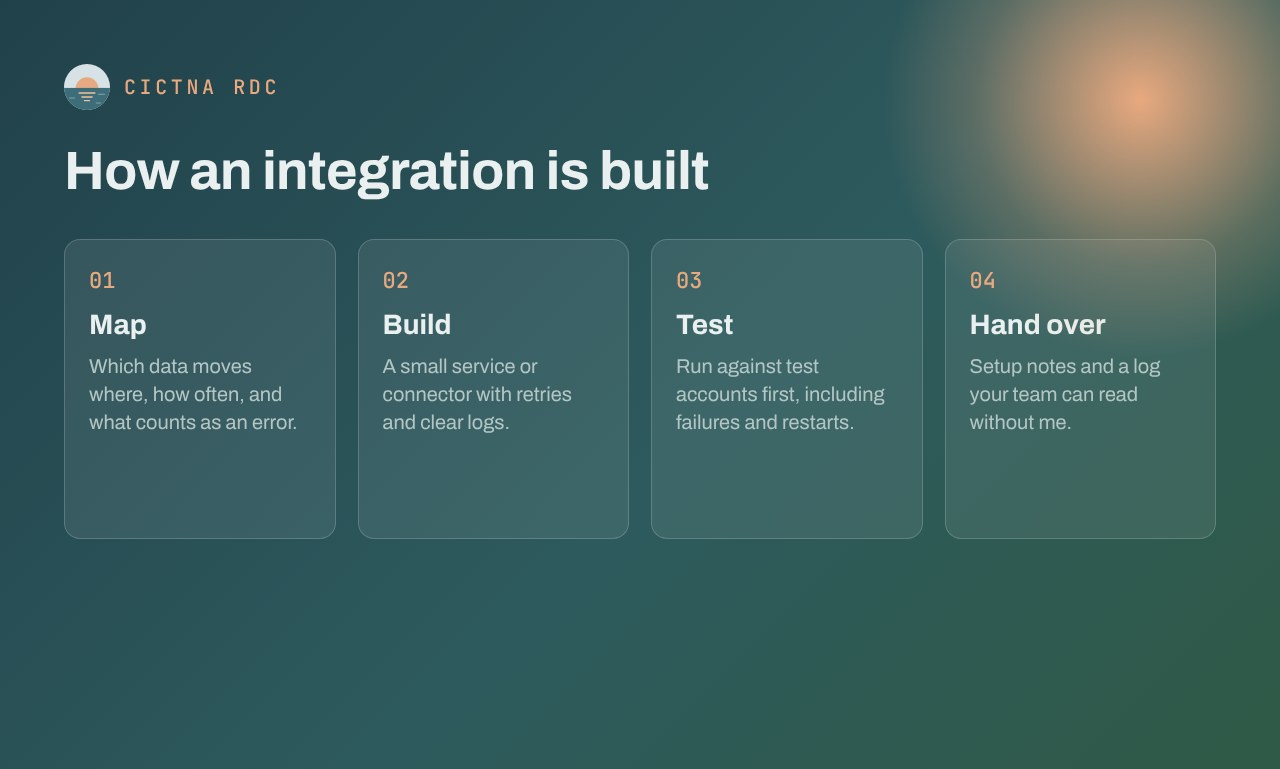 CICTNA RDC
How an integration is built
01
Map
Which data moves
where, how often, and
what counts as an error.
02
Build
A small service or
connector with retries
and clear logs.
03
Test
Run against test
accounts first, including
failures and restarts.
04
Hand over
Setup notes and a log
your team can read
without me.